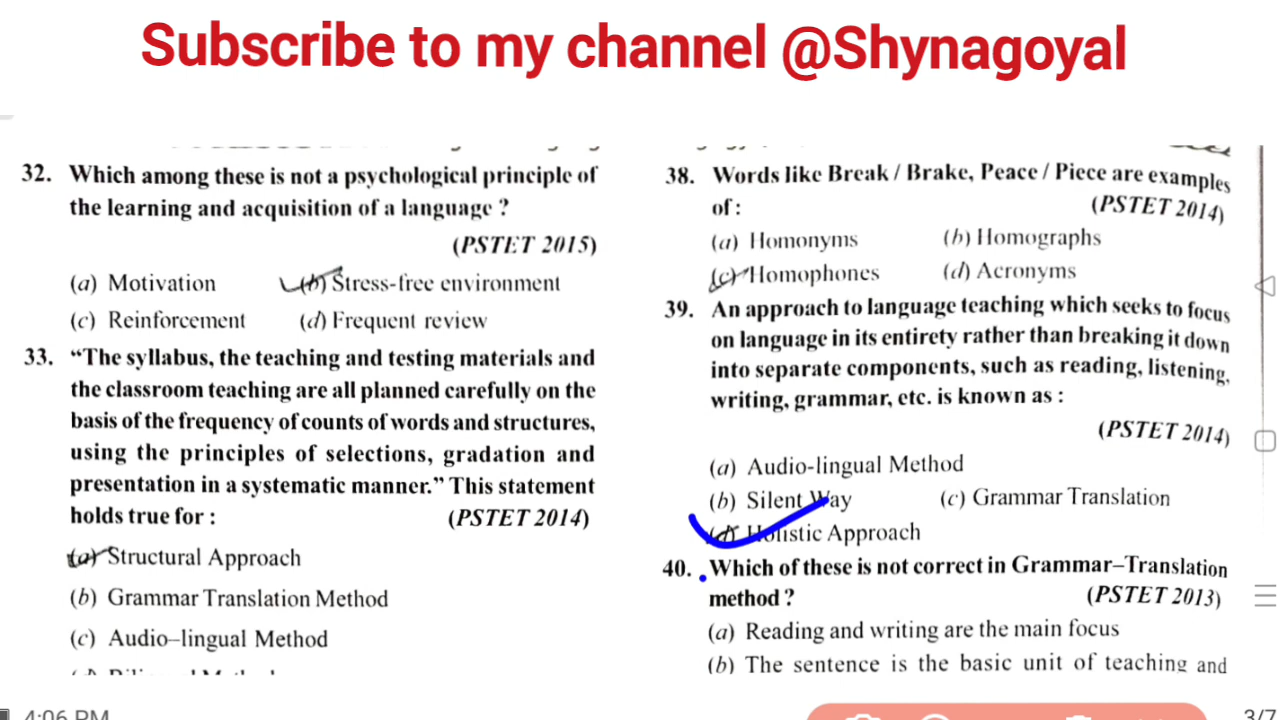 Subscribe to my channel @Shynagoyal
32. Which among these is not a psychological principle of
the learning and acquisition of a language ?
(PSTET 2015)
(a) Motivation (b) Stress-free environment
(c) Reinforcement (d) Frequent review
33. “The syllabus, the teaching and testing materials and
the classroom teaching are all planned carefully on the
basis of the frequency of counts of words and structures,
using the principles of selections, gradation and
presentation in a systematic manner.” This statement
holds true for : (PSTET 2014)
(a) Structural Approach
(b) Grammar Translation Method
(c) Audio–lingual Method
38. Words like Break / Brake, Peace / Piece are examples
of : (PSTET 2014)
(a) Homonyms (b) Homographs
(c) Homophones (d) Acronyms
39. An approach to language teaching which seeks to focus
on language in its entirety rather than breaking it down
into separate components, such as reading, listening,
writing, grammar, etc. is known as :
(PSTET 2014)
(a) Audio-lingual Method
(b) Silent Way (c) Grammar Translation
(d) Holistic Approach
40. Which of these is not correct in Grammar–Translation
method ? (PSTET 2013)
(a) Reading and writing are the main focus
(b) The sentence is the basic unit of teaching and
4:06 PM
3/7